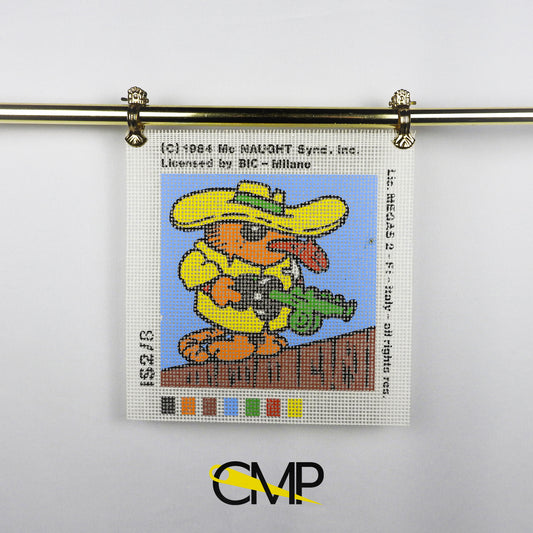 (C) 1984 Mc NAUGHT Synd. Inc.
Licensed by BIC - Milano
Lic. MEGAS 2 - FI - italy - all rights res.
IS2/8
CMP